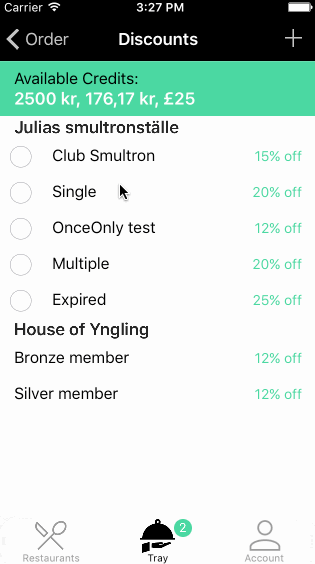 Carrier 3:27 PM
Order Discounts
Available Credits:
2500 kr, 176,17 kr, £25
Julias smultronställe
Club Smultron 15% off
Single 20% off
OnceOnly test 12% off
Multiple 20% off
Expired 25% off
House of Yngling
Bronze member 12% off
Silver member 12% off
2
Restaurants Tray Account